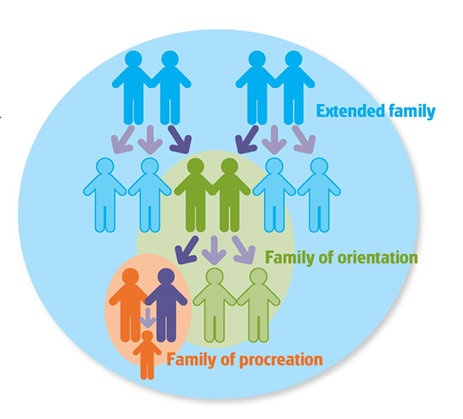 Extended family
Family of orientation
Family of procreation